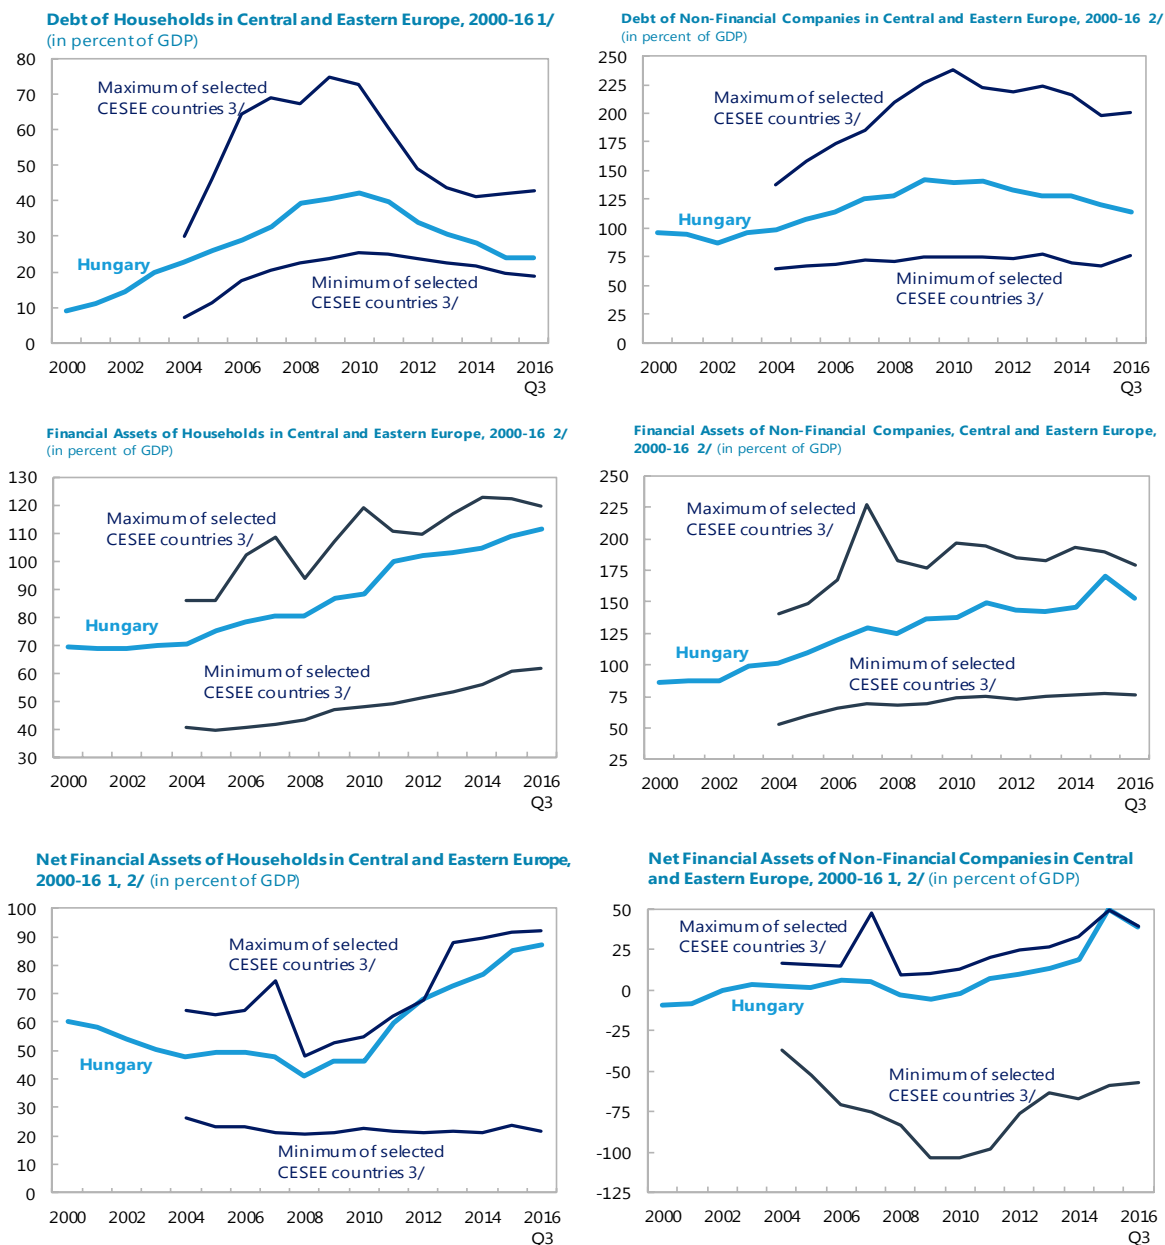 Debt of Households in Central and Eastern Europe, 2000-16 1/
(in percent of GDP)
80
70
60
50
40
30
20
10
0
Maximum of selected
CESEE countries 3/
Hungary
Minimum of selected
CESEE countries 3/
2000 2002 2004 2006 2008 2010 2012 2014 2016
Q3
Debt of Non-Financial Companies in Central and Eastern Europe, 2000-16 2/
(in percent of GDP)
250
225
200
175
150
125
100
75
50
25
0
Maximum of selected
CESEE countries 3/
Hungary
Minimum of selected
CESEE countries 3/
2000 2002 2004 2006 2008 2010 2012 2014 2016
Q3
Financial Assets of Households in Central and Eastern Europe, 2000-16 2/
(in percent of GDP)
130
120
110
100
90
80
70
60
50
40
30
Maximum of selected
CESEE countries 3/
Hungary
Minimum of selected
CESEE countries 3/
2000 2002 2004 2006 2008 2010 2012 2014 2016
Q3
Financial Assets of Non-Financial Companies, Central and Eastern Europe,
2000-16 2/ (in percent of GDP)
250
225
200
175
150
125
100
75
50
25
Maximum of selected
CESEE countries 3/
Hungary
Minimum of selected
CESEE countries 3/
2000 2002 2004 2006 2008 2010 2012 2014 2016
Q3
Net Financial Assets of Households in Central and Eastern Europe,
2000-16 1, 2/ (in percent of GDP)
100
90
80
70
60
50
40
30
20
10
0
Maximum of selected
CESEE countries 3/
Hungary
Minimum of selected
CESEE countries 3/
2000 2002 2004 2006 2008 2010 2012 2014 2016
Q3
Net Financial Assets of Non-Financial Companies in Central
and Eastern Europe, 2000-16 1, 2/ (in percent of GDP)
50
25
0
-25
-50
-75
-100
-125
Maximum of selected
CESEE countries 3/
Hungary
Minimum of selected
CESEE countries 3/
2000 2002 2004 2006 2008 2010 2012 2014 2016
Q3